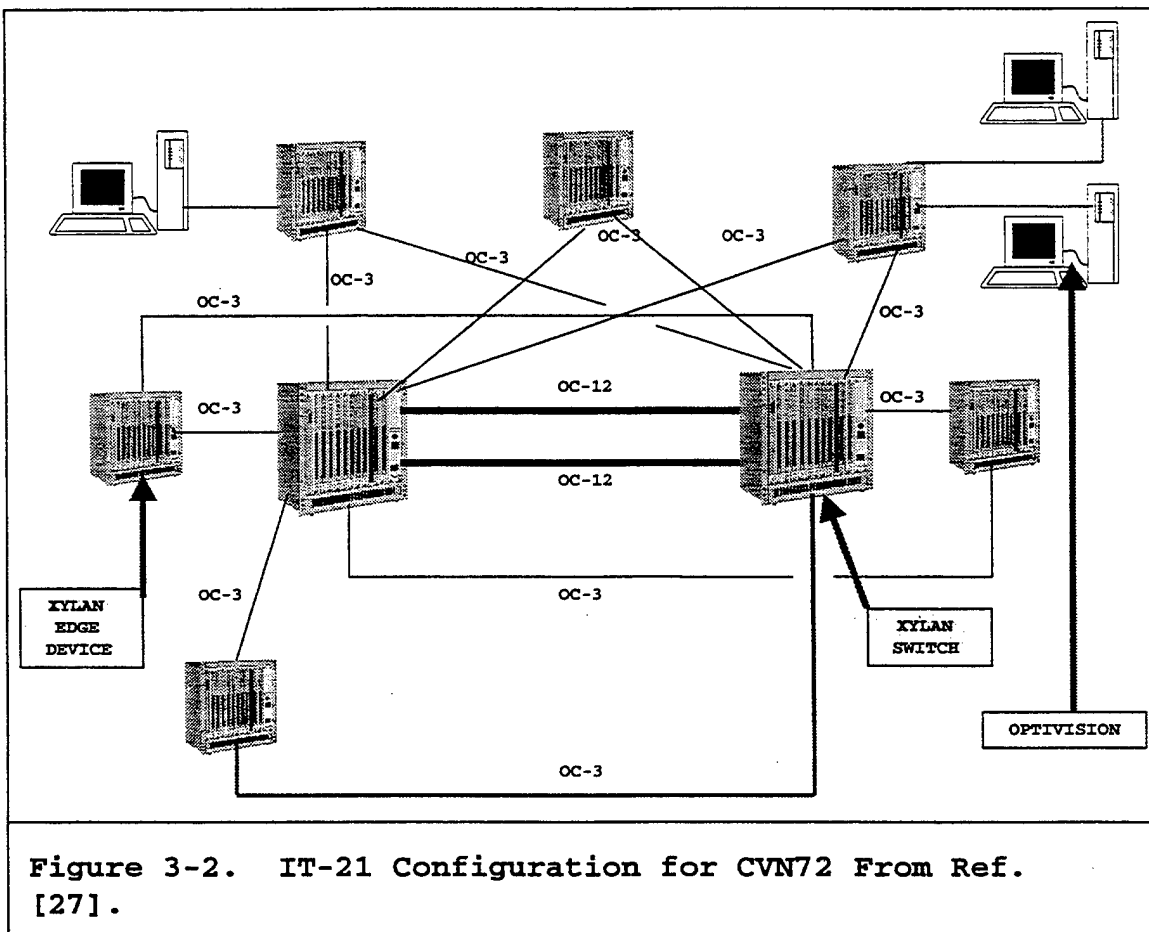 OC-3
OC-3
OC-3
OC-3
OC-3
OC-3
OC-12
OC-3
OC-3
OC-12
OC-3
OC-3
XYLAN
EDGE
DEVICE
XYLAN
SWITCH
OPTIVISION
OC-3
Figure 3-2. IT-21 Configuration for CVN72 From Ref.
[27].